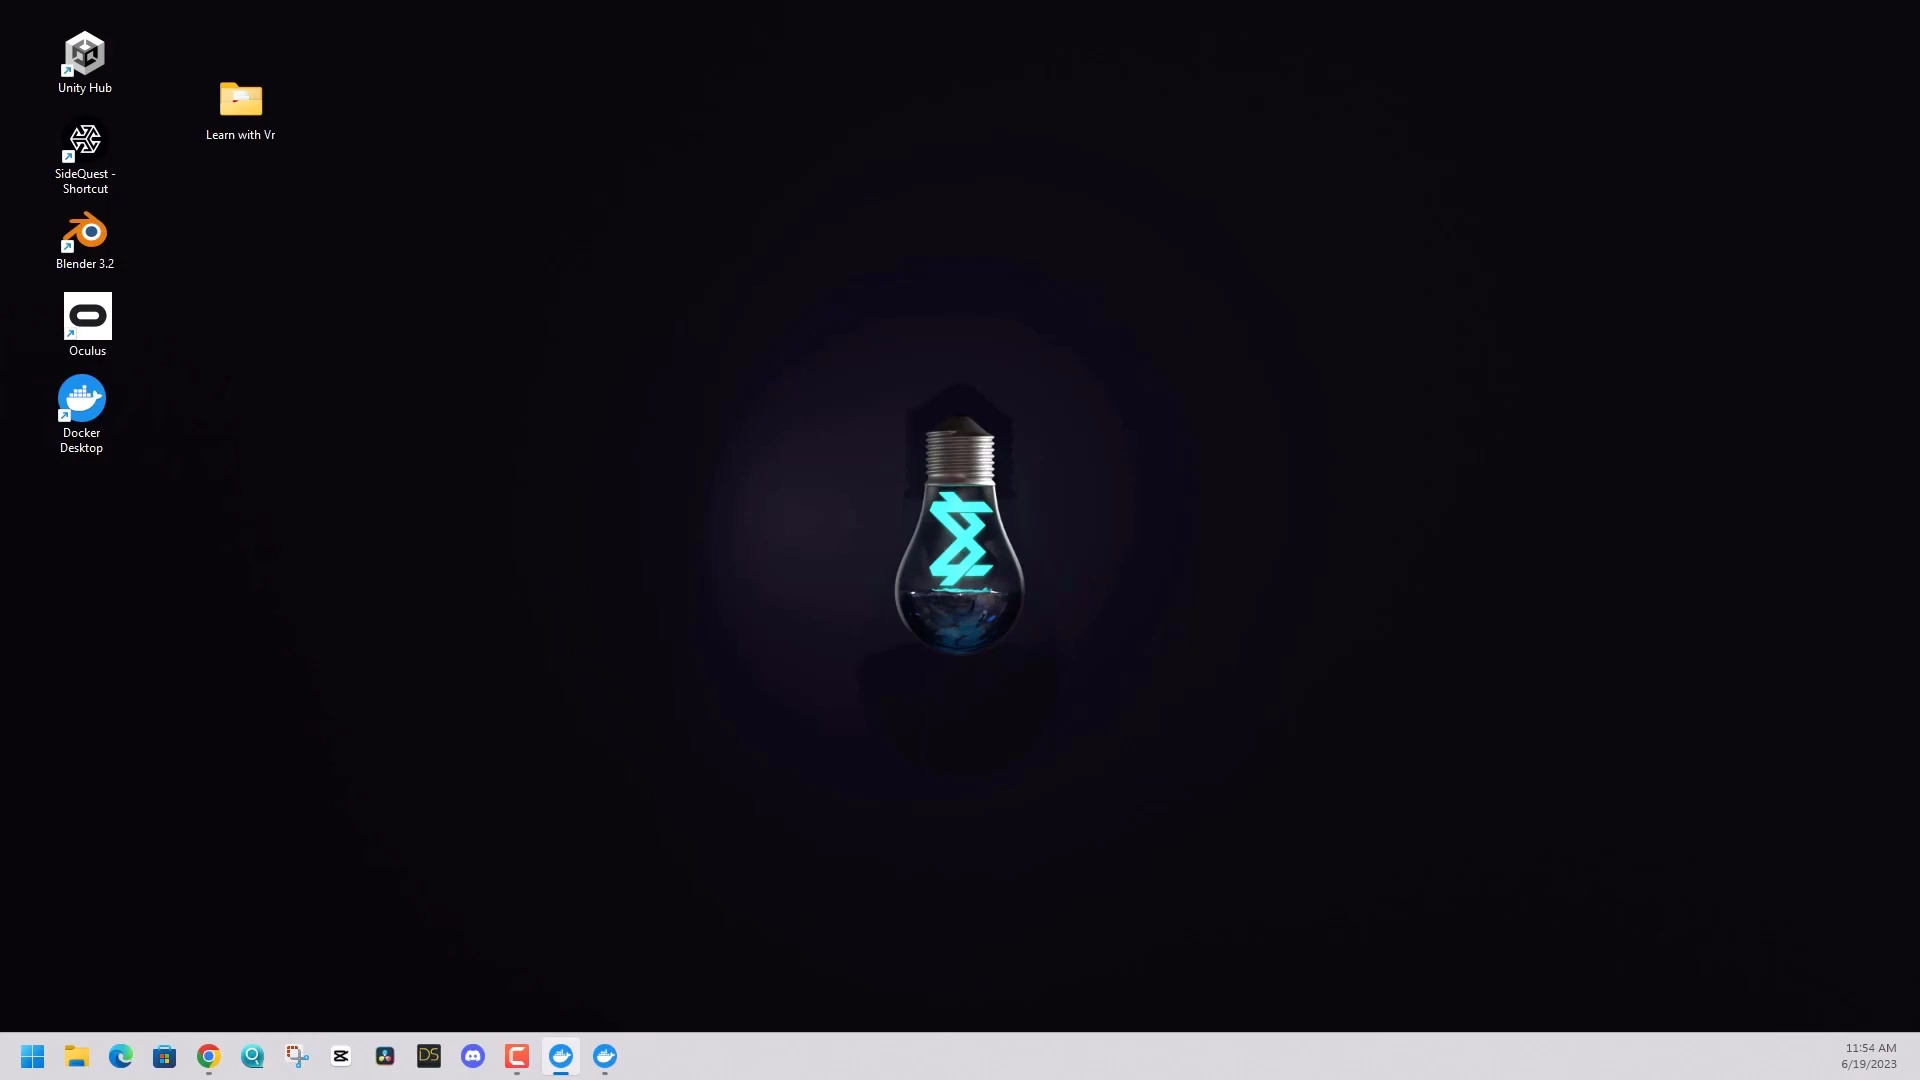 Unity Hub
Learn with Vr
SideQuest -
Shortcut
Blender 3.2
Oculus
Docker
Desktop
DS
11:54 AM
6/19/2023